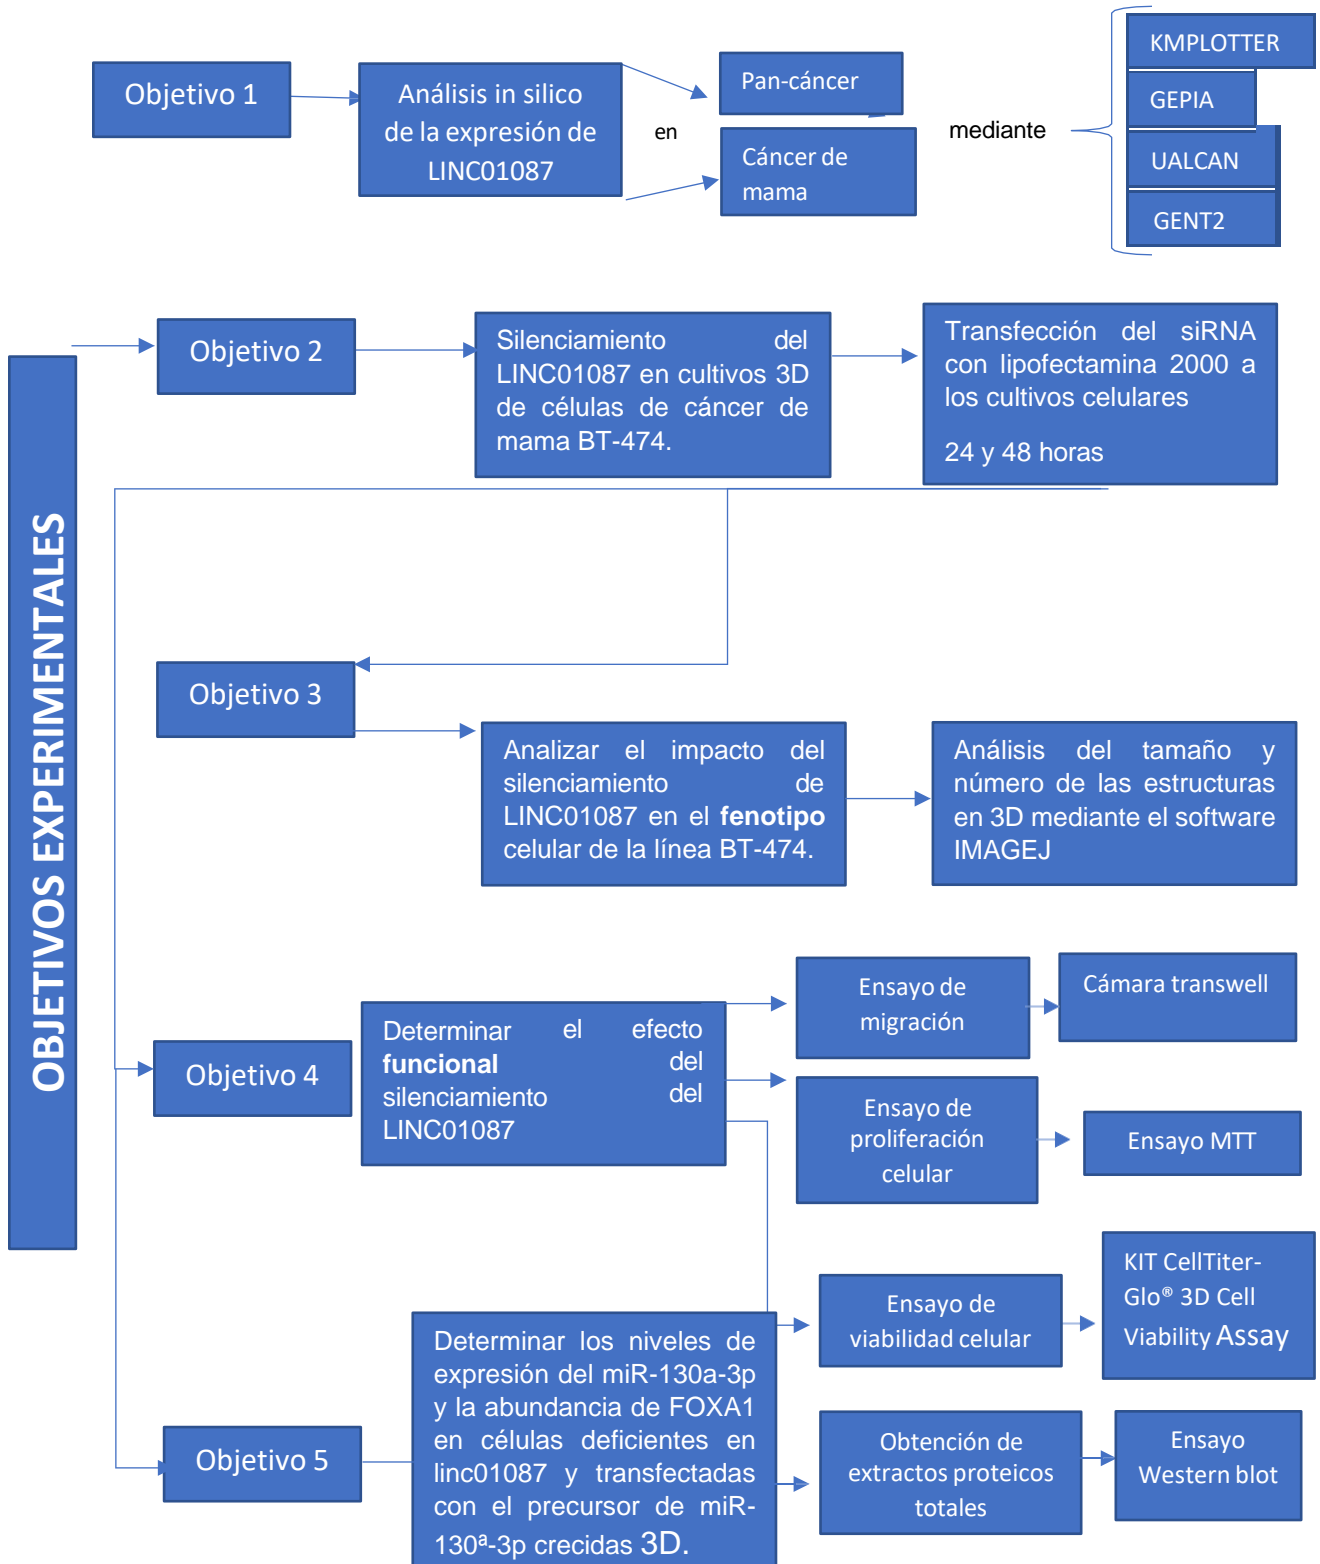 OBJETIVOS EXPERIMENTALES
Objetivo 1
Análisis in silico
de la expresión de
LINC01087
en
Pan-cáncer
Cáncer de
mama
mediante
KMPLOTTER
GEPIA
UALCAN
GENT2
Objetivo 2
Silenciamiento del
LINC01087 en cultivos 3D
de células de cáncer de
mama BT-474.
Transfección del siRNA
con lipofectamina 2000 a
los cultivos celulares
24 y 48 horas
Objetivo 3
Analizar el impacto del
silenciamiento de
LINC01087 en el fenotipo
celular de la línea BT-474.
Análisis del tamaño y
número de las estructuras
en 3D mediante el software
IMAGEJ
Objetivo 4
Determinar el efecto
funcional del
silenciamiento del
LINC01087
Ensayo de
migración
Cámara transwell
Ensayo de
proliferación
celular
Ensayo MTT
Ensayo de
viabilidad celular
KIT CellTiter-
Glo® 3D Cell
Viability Assay
Objetivo 5
Determinar los niveles de
expresión del miR-130a-3p
y la abundancia de FOXA1
en células deficientes en
linc01087 y transfectadas
con el precursor de miR-
130ª-3p crecidas 3D.
Obtención de
extractos proteicos
totales
Ensayo
Western blot